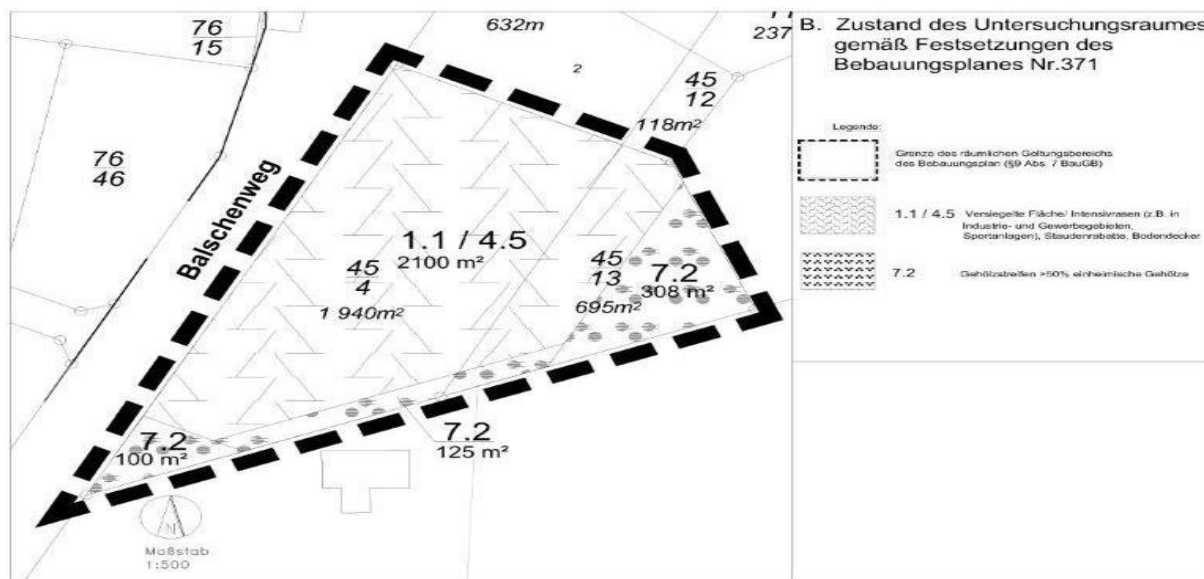 76
15
632m
2
237
45
12
118m²
76
46
Balschenweg
1.1 / 4.5
2100 m²
45
4
1 940m²
45
13
695m²
7.2
308 m²
7.2
100 m²
7.2
125 m²
N
Maßstab
1:500
B. Zustand des Untersuchungsraumes
gemäß Festsetzungen des
Bebauungsplanes Nr.371
Legende:
Grenze des räumlichen Geltungsbereichs
des Bebauungsplan (§9 Abs. 7 BauGB)
1.1 / 4.5 Versiegelte Fläche/ Intensivrasen (z.B. in
Industrie- und Gewerbegebieten,
Sportanlagen), Staudenrabatte, Bodendecker
7.2 Gehölzstreifen >50% einheimische Gehölze